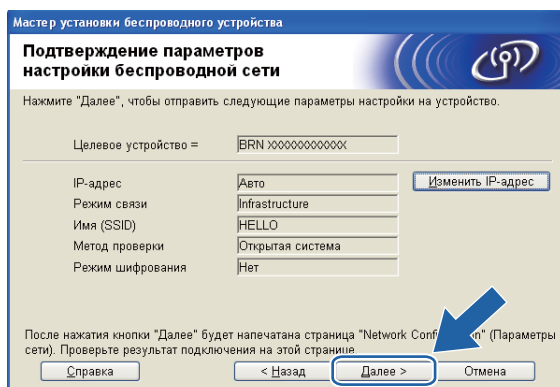 Мастер установки беспроводного устройства
Подтверждение параметров
настройки беспроводной сети
Нажмите "Далее", чтобы отправить следующие параметры настройки на устройство.
Целевое устройство = BRN XXXXXXXXXXXX
IP-адрес Авто Изменить IP-адрес
Режим связи Infrastructure
Имя (SSID) HELLO
Метод проверки Открытая система
Режим шифрования Нет
После нажатия кнопки "Далее" будет напечатана страница "Network (Параметры
сети). Проверьте результат подключения на этой странице
Справка < Назад Далее > Отмена